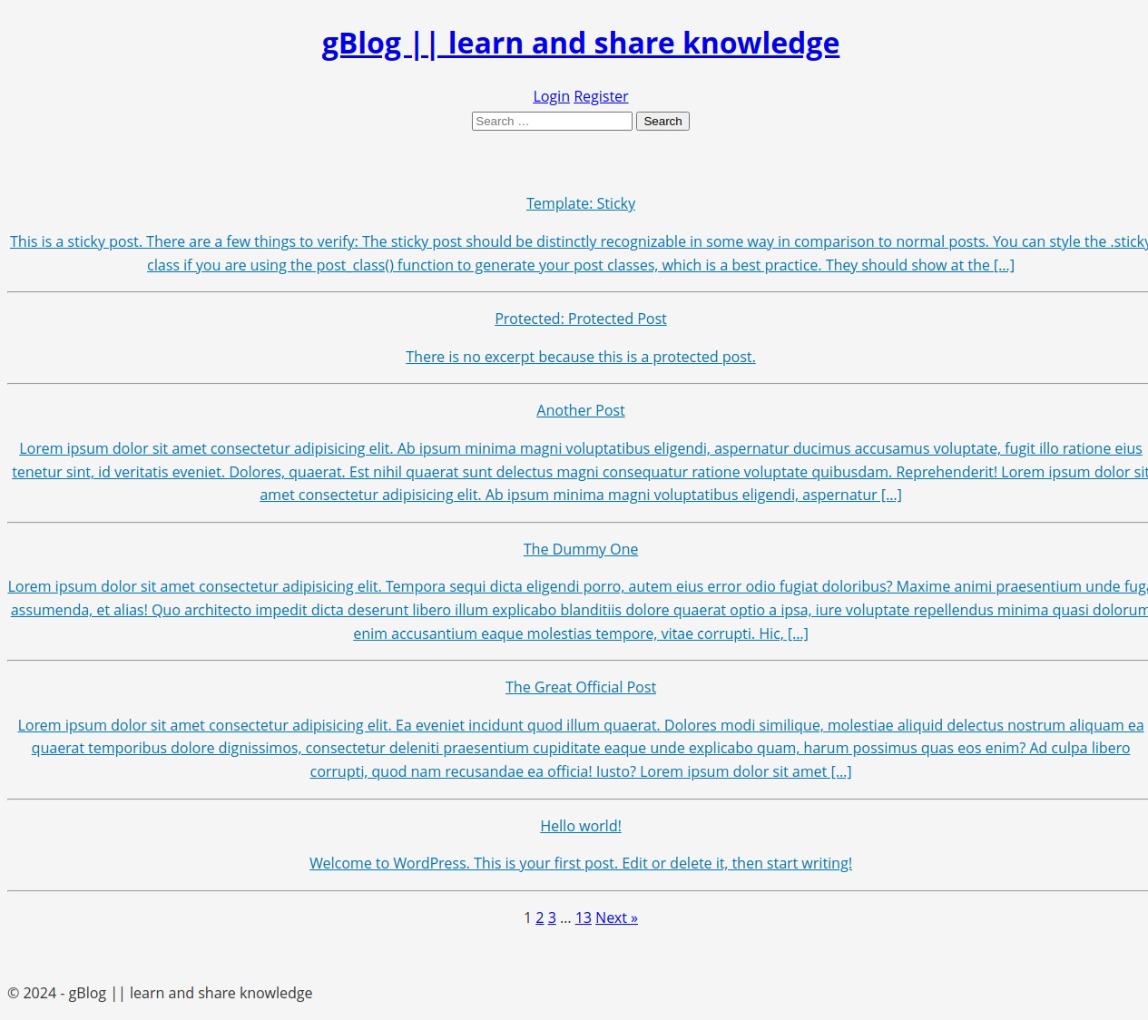 gBlog || learn and share knowledge
Login Register
Search …
Search
Template: Sticky
This is a sticky post. There are a few things to verify: The sticky post should be distinctly recognizable in some way in comparison to normal posts. You can style the .sticky
class if you are using the post_class() function to generate your post classes, which is a best practice. They should show at the [...]
Protected: Protected Post
There is no excerpt because this is a protected post.
Another Post
Lorem ipsum dolor sit amet consectetur adipisicing elit. Ab ipsum minima magni voluptatibus eligendi, aspernatur ducimus accusamus voluptate, fugit illo ratione eius
tenetur sint, id veritatis eveniet. Dolores, quaerat. Est nihil quaerat sunt delectus magni consequatur ratione voluptate quibusdam. Reprehenderit! Lorem ipsum dolor sit
amet consectetur adipisicing elit. Ab ipsum minima magni voluptatibus eligendi, aspernatur [...]
The Dummy One
Lorem ipsum dolor sit amet consectetur adipisicing elit. Tempora sequi dicta eligendi porro, autem eius error odio fugiat doloribus? Maxime animi praesentium unde fuga
assumenda, et alias! Quo architecto impedit dicta deserunt libero illum explicabo blanditiis dolore quaerat optio a ipsa, iure voluptate repellendus minima quasi dolorum
enim accusantium eaque molestias tempore, vitae corrupti. Hic, [...]
The Great Official Post
Lorem ipsum dolor sit amet consectetur adipisicing elit. Ea eveniet incidunt quod illum quaerat. Dolores modi similique, molestiae aliquid delectus nostrum aliquam ea
quaerat temporibus dolore dignissimos, consectetur deleniti praesentium cupiditate eaque unde explicabo quam, harum possimus quas eos enim? Ad culpa libero
corrupti, quod nam recusandae ea officia! Iusto? Lorem ipsum dolor sit amet [...]
Hello world!
Welcome to WordPress. This is your first post. Edit or delete it, then start writing!
1 2 3 … 13 Next »
© 2024 - gBlog || learn and share knowledge